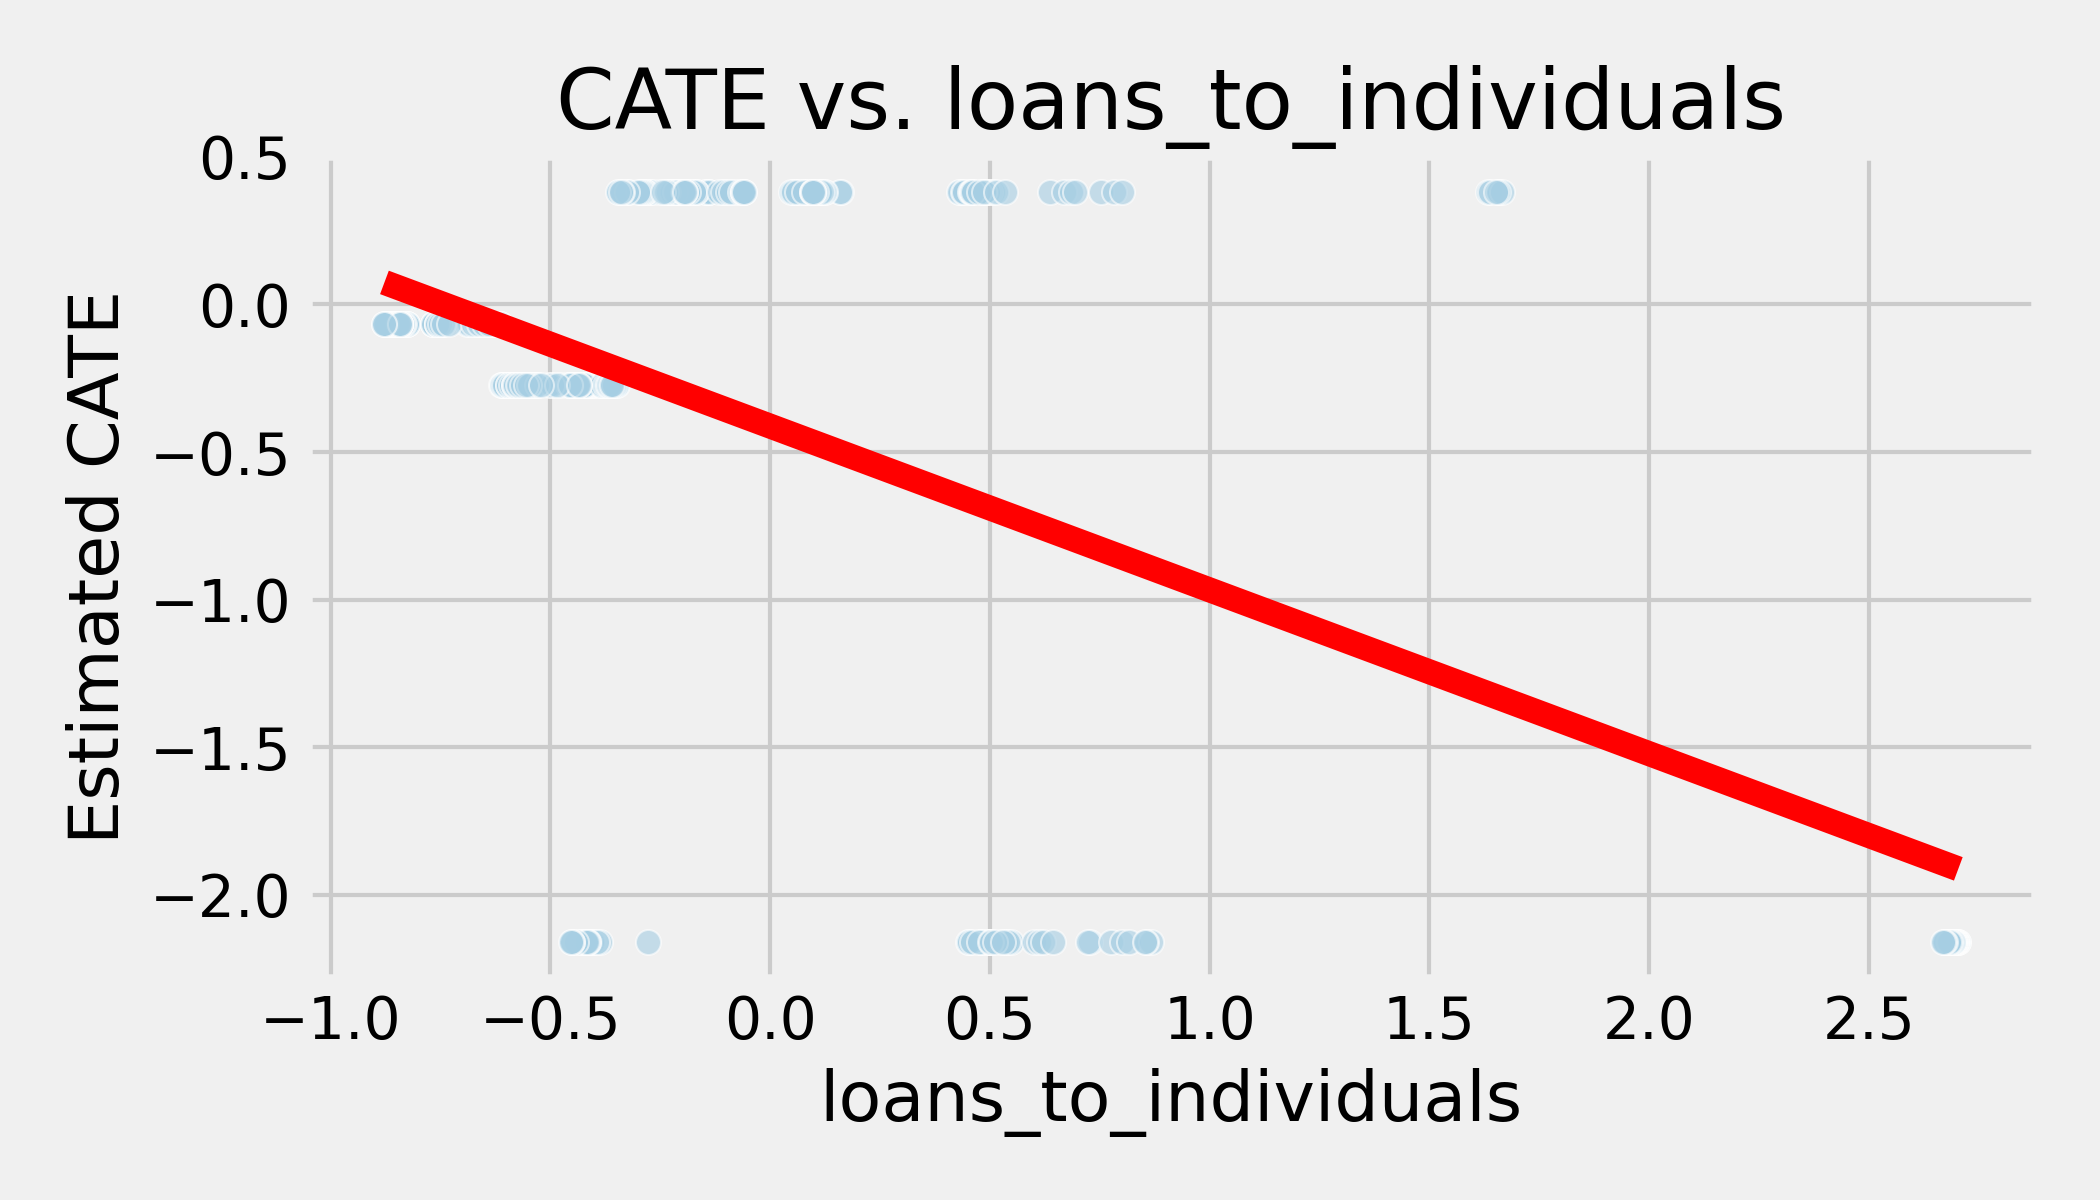 CATE vs. loans_to_individuals
0.5
0.0
−0.5
−1.0
−1.5
−2.0
Estimated CATE
−1.0 −0.5 0.0 0.5 1.0 1.5 2.0 2.5
loans_to_individuals